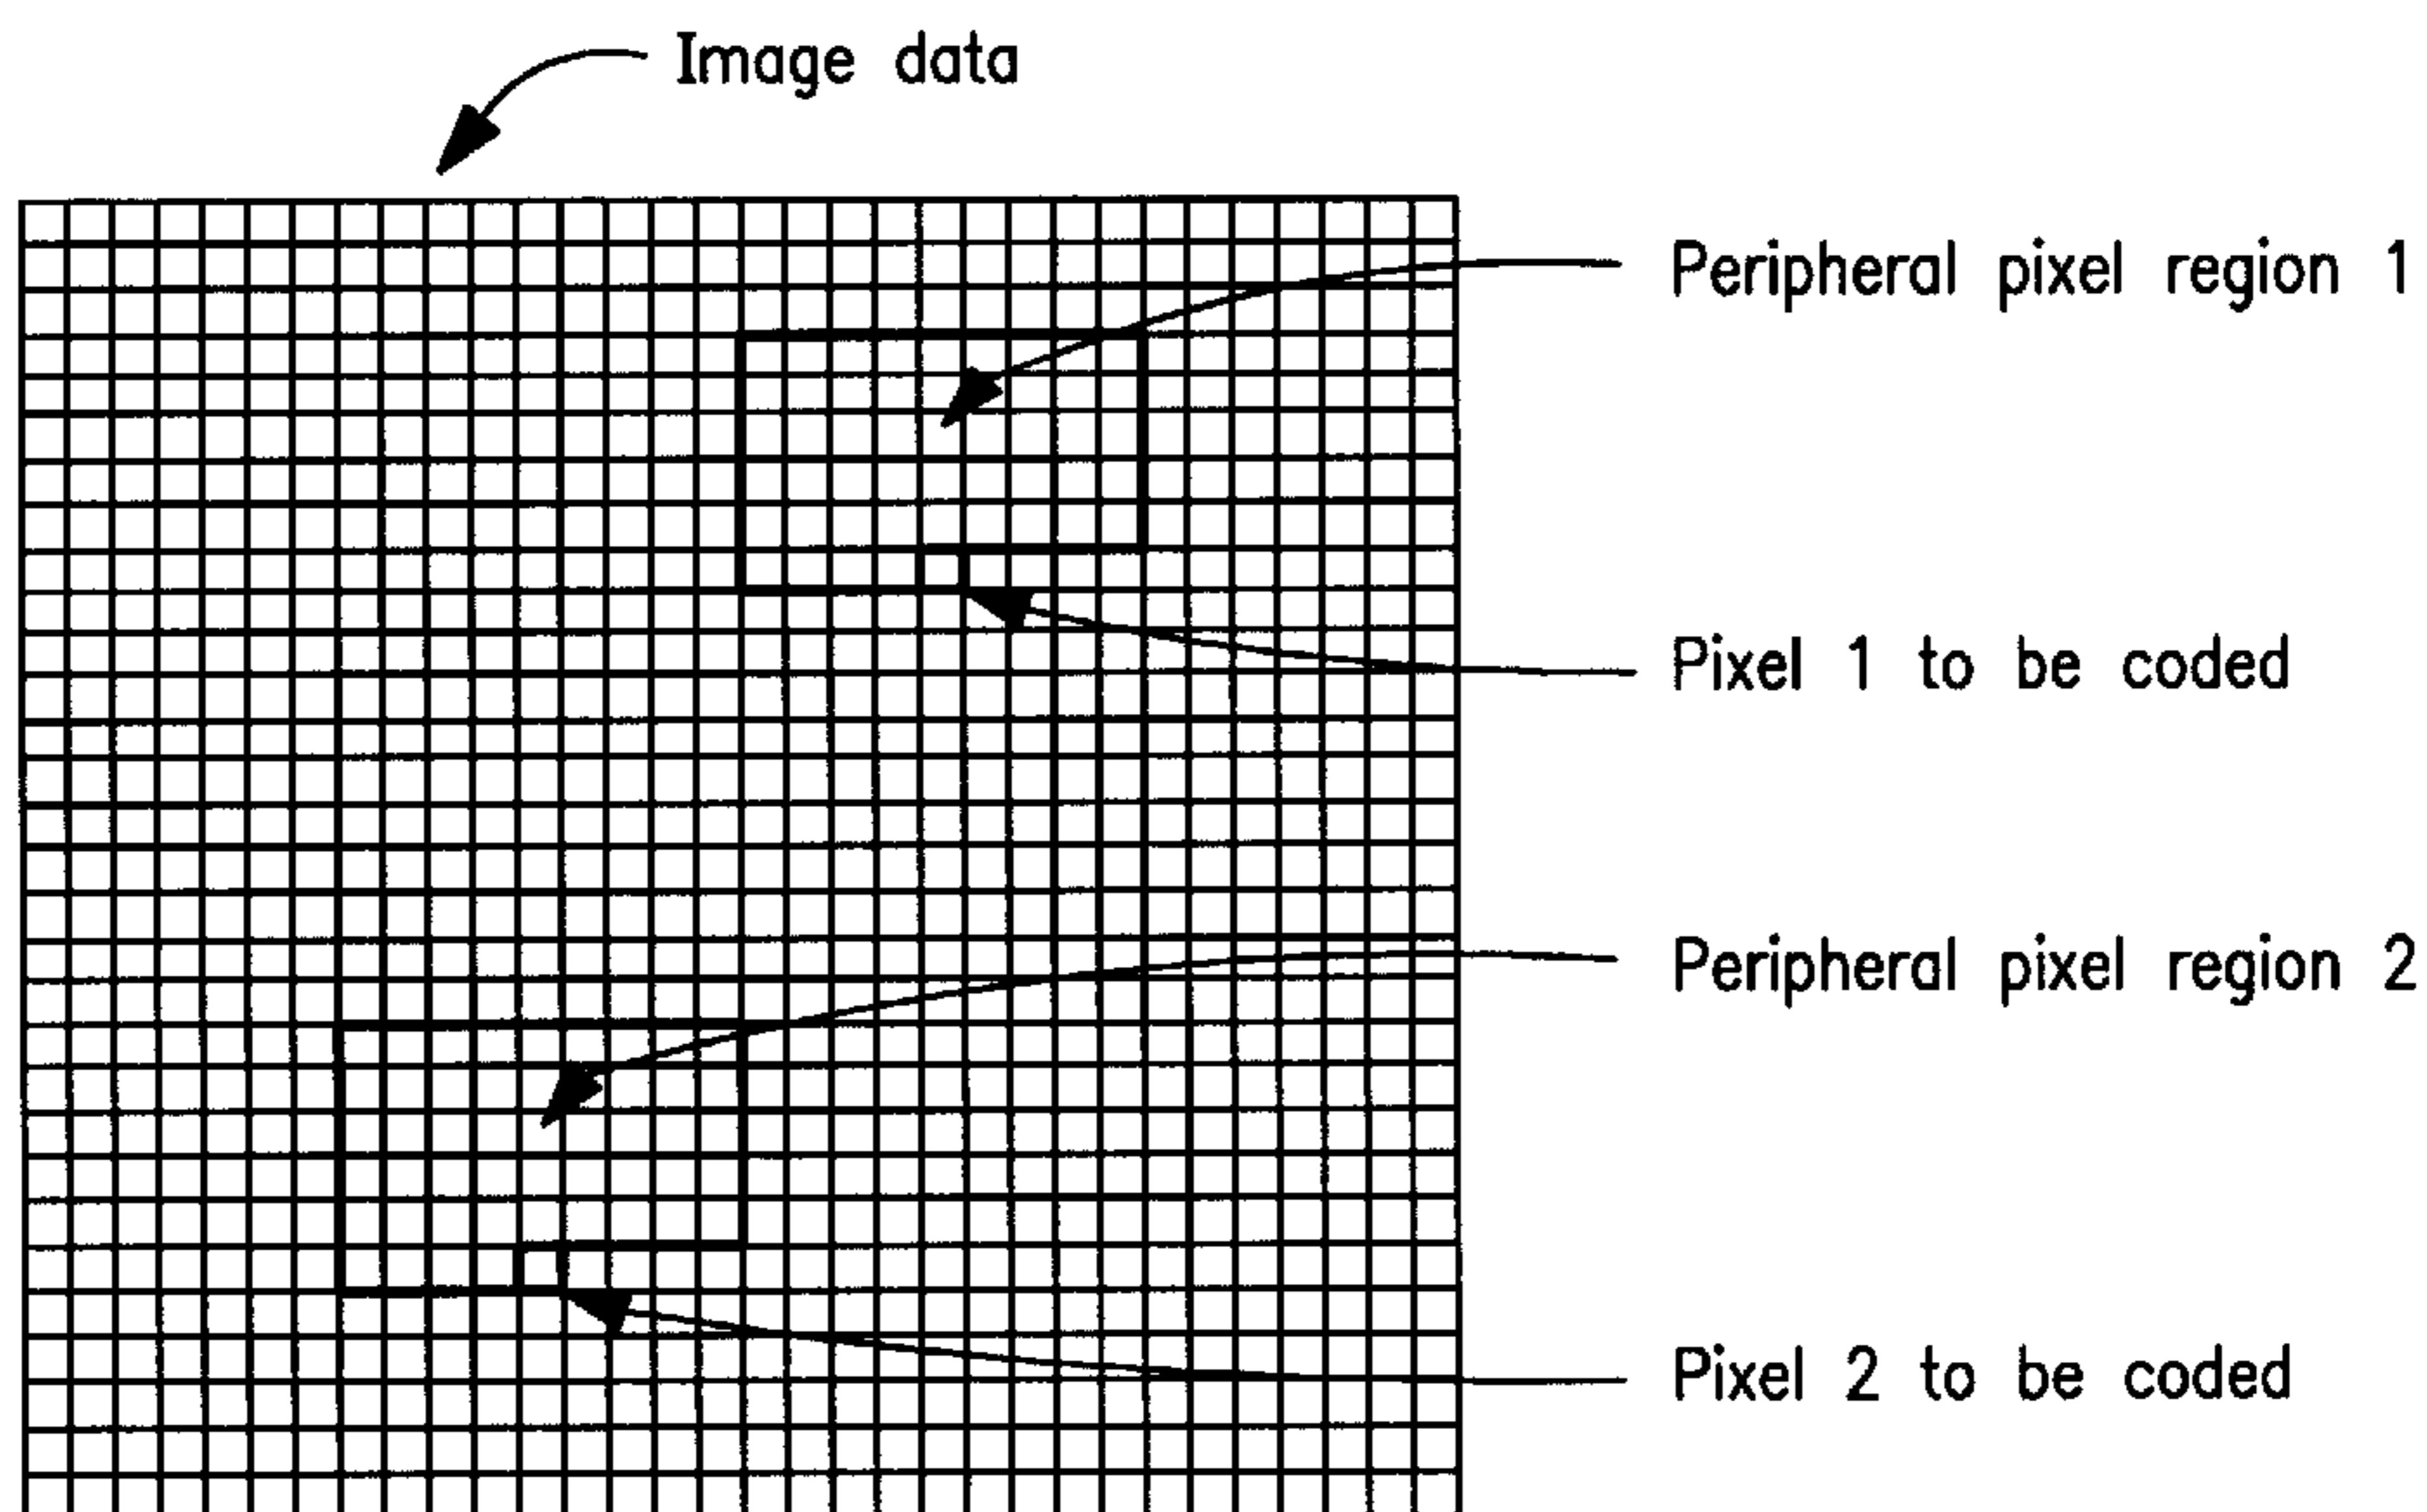 Image data
Peripheral pixel region 1
Pixel 1 to be coded
Peripheral pixel region 2
Pixel 2 to be coded